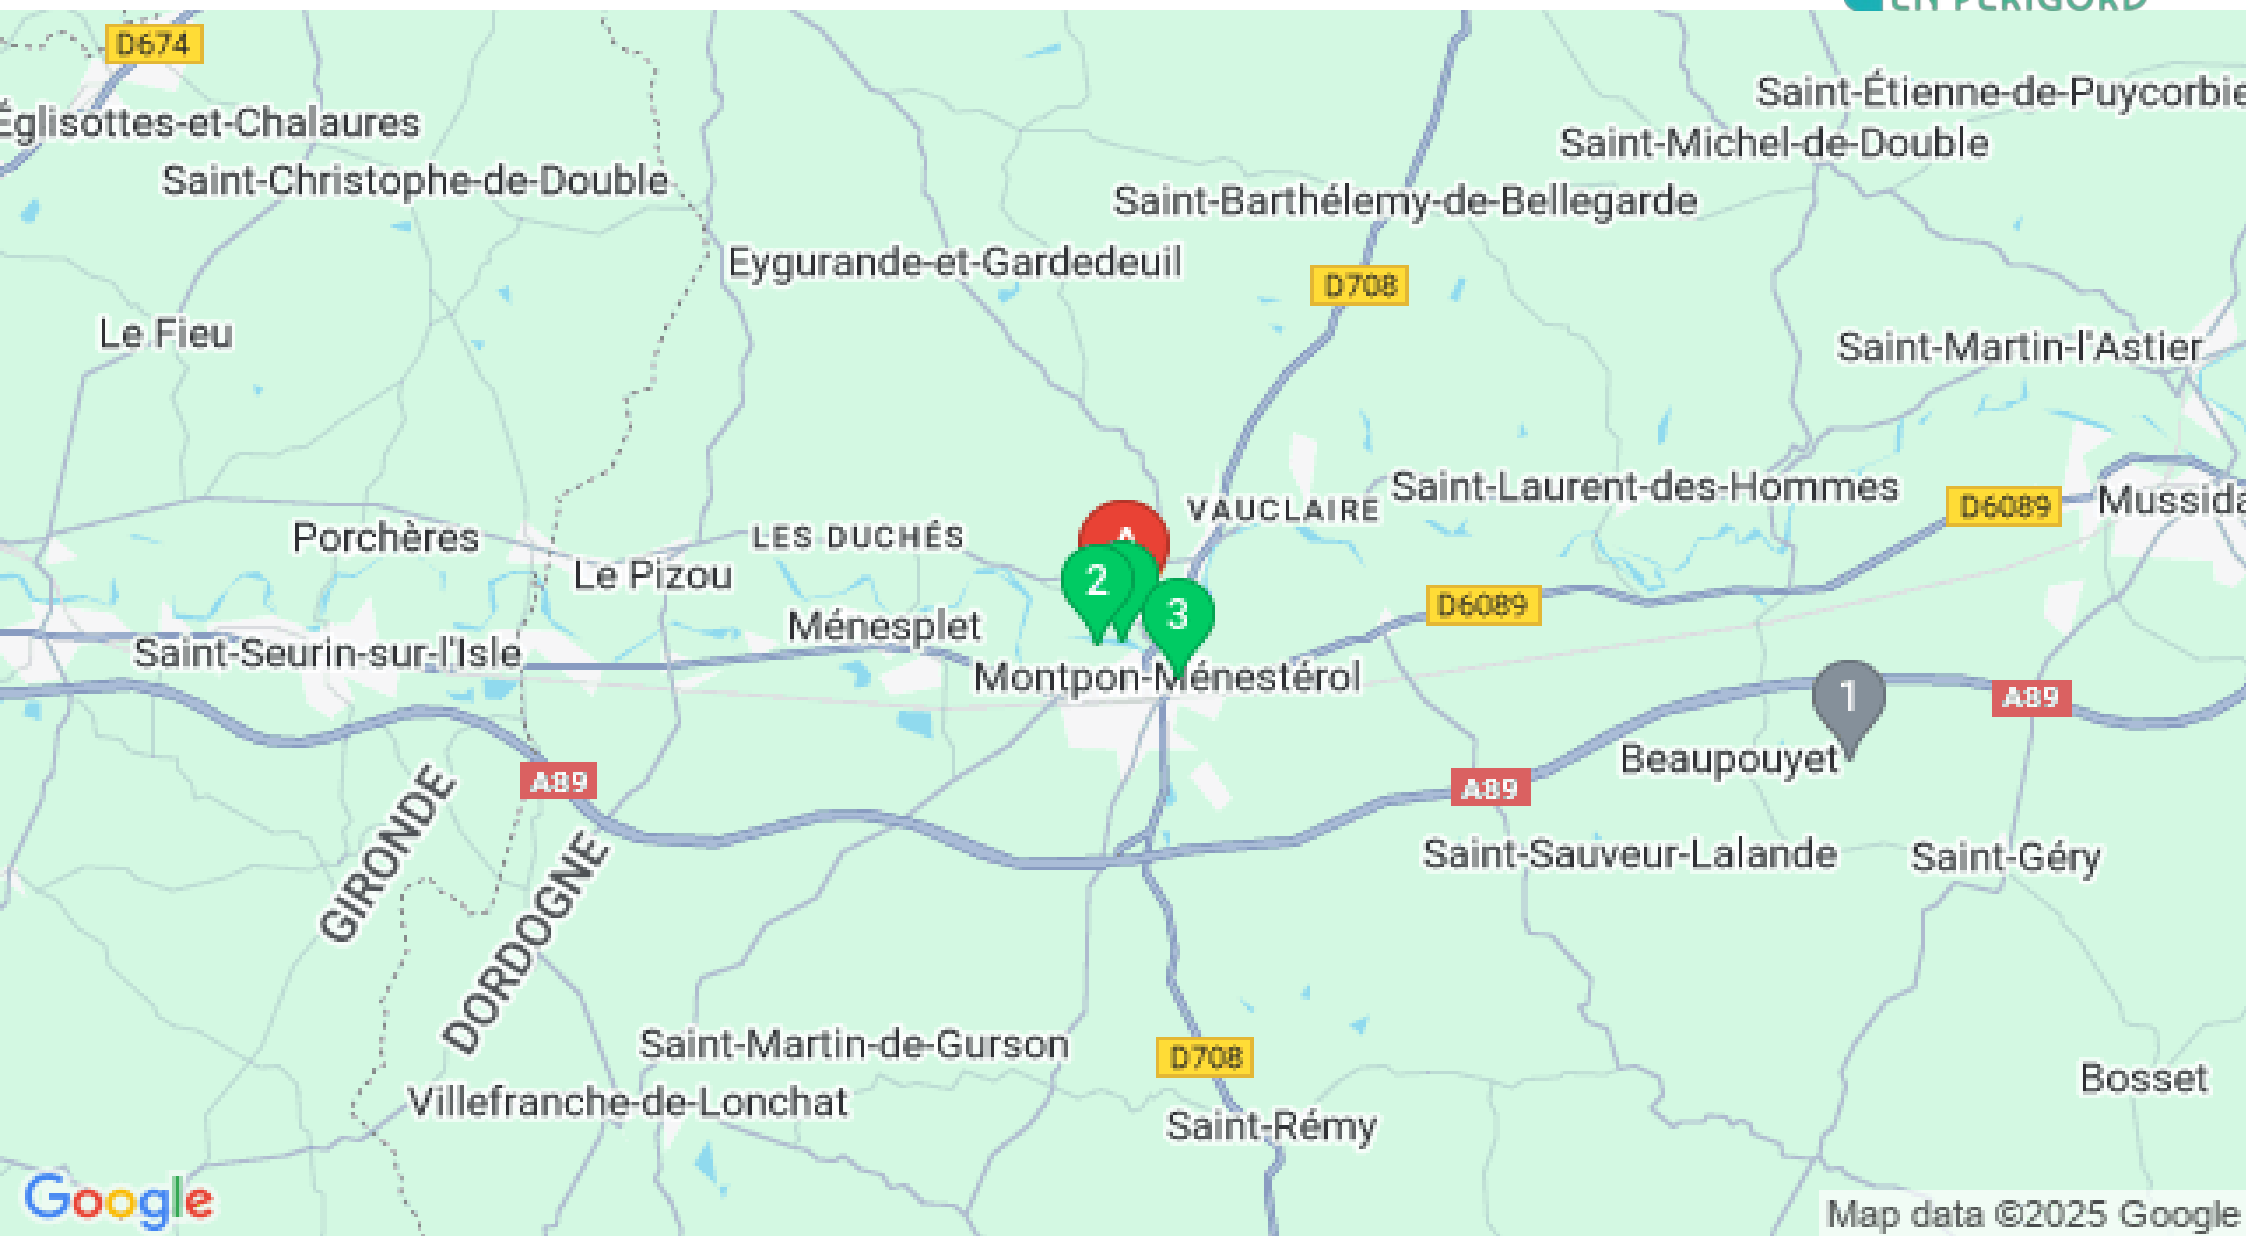 EN PÉRIGORD
D674
Saint-Étienne-de-Puycorbie
Églisottes-et-Chalaures
Saint-Michel-de-Double
Saint-Christophe-de-Double
Saint-Barthélemy-de-Bellegarde
Eygurande-et-Gardedeuil
D708
Le Fieu
Saint-Martin-l'Astier
Saint-Laurent-des-Hommes
Mussida
D6089
VAUCLAIRE
Porchères
LES DUCHÉS
A
Le Pizou
2
3
D6089
Ménesplet
Saint-Seurin-sur-l'Isle
Montpon-Ménestérol
1
A89
Beaupouyet
A89
A89
GIRONDE
DORDOGNE
Saint-Sauveur-Lalande
Saint-Géry
Saint-Martin-de-Gurson
D708
Bosset
Villefranche-de-Lonchat
Saint-Rémy
Google
Map data ©2025 Google